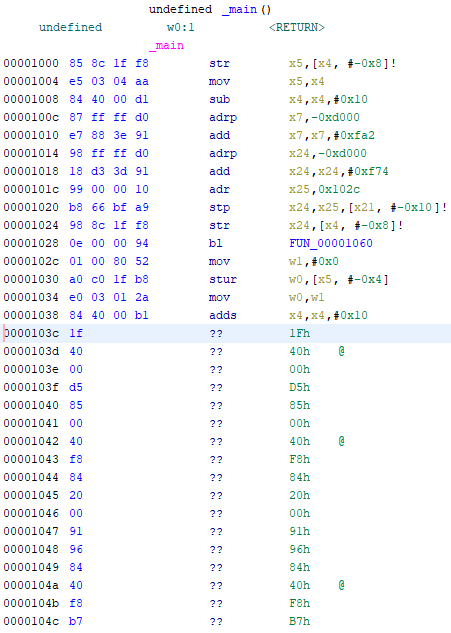 undefined _main()
undefined w0:1 <RETURN>
_main
00001000 85 8c 1f f8 str x5,[x4, #-0x8]!
00001004 e5 03 04 aa mov x5,x4
00001008 84 40 00 d1 sub x4,x4,#0x10
0000100c 87 ff ff d0 adrp x7,-0xd000
00001010 e7 88 3e 91 add x7,x7,#0xfa2
00001014 98 ff ff d0 adrp x24,-0xd000
00001018 18 d3 3d 91 add x24,x24,#0xf74
0000101c 99 00 00 10 adr x25,0x102c
00001020 b8 66 bf a9 stp x24,x25,[x21, #-0x10]!
00001024 98 8c 1f f8 str x24,[x4, #-0x8]!
00001028 0e 00 00 94 bl FUN_00001060
0000102c 01 00 80 52 mov w1,#0x0
00001030 a0 c0 1f b8 stur w0,[x5, #-0x4]
00001034 e0 03 01 2a mov w0,w1
00001038 84 40 00 b1 adds x4,x4,#0x10
0000103c 1f ?? 1Fh
0000103d 40 ?? 40h @
0000103e 00 ?? 00h
0000103f d5 ?? D5h
00001040 85 ?? 85h
00001041 00 ?? 00h
00001042 40 ?? 40h @
00001043 f8 ?? F8h
00001044 84 ?? 84h
00001045 20 ?? 20h
00001046 00 ?? 00h
00001047 91 ?? 91h
00001048 96 ?? 96h
00001049 84 ?? 84h
0000104a 40 ?? 40h @
0000104b f8 ?? F8h
0000104c b7 ?? B7h